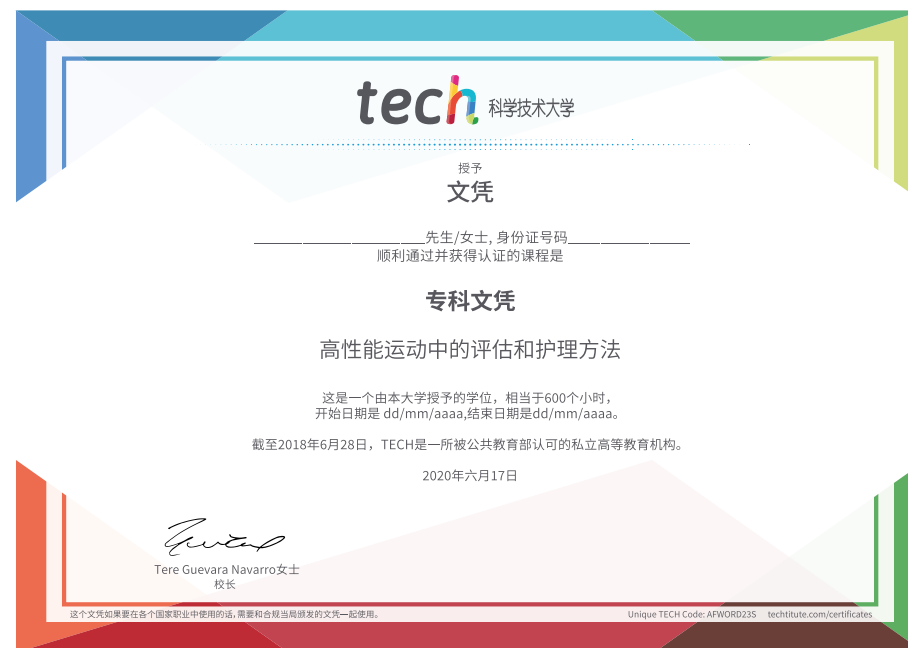 tech 科学技术大学
授予
文凭
先生/女士, 身份证号码
顺利通过并获得认证的课程是
专科文凭
高性能运动中的评估和护理方法
这是一个由本大学授予的学位，相当于600个小时，
开始日期是 dd/mm/aaaa,结束日期是dd/mm/aaaa。
截至2018年6月28日，TECH是一所被公共教育部认可的私立高等教育机构。
2020年六月17日
Tere Guevara Navarro女士
校长
这个文凭如果要在各个国家职业中使用的话,需要和合规当局颁发的文凭一起使用。
Unique TECH Code: AFWORD23S techtitute.com/certificates